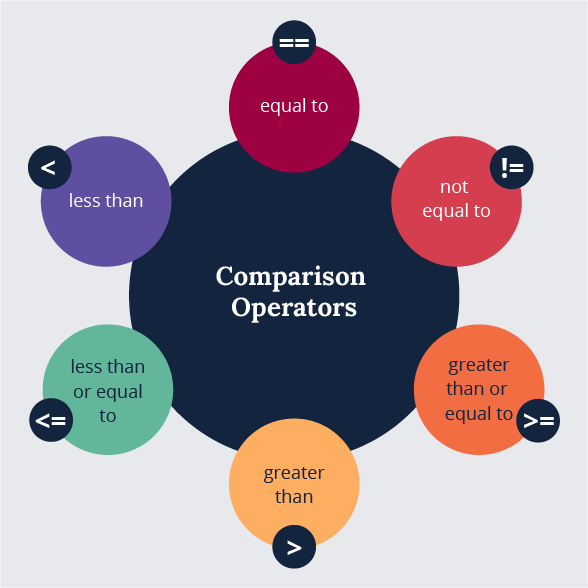 ==
equal to
!=
not
equal to
<
less than
Comparison
Operators
less than
or equal
to
<=
greater
than or
equal to
>=
greater
than
>